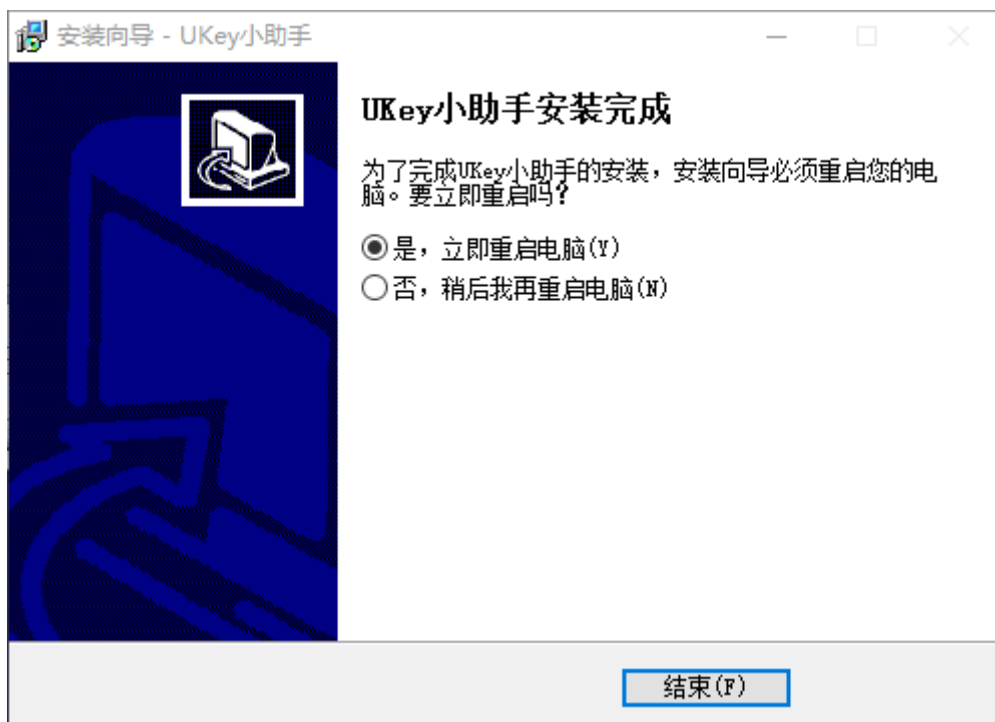 安装向导 - UKey小助手
UKey小助手安装完成
为了完成UKey小助手的安装，安装向导必须重启您的电
脑。要立即重启吗？
是，立即重启电脑(Y)
否，稍后我再重启电脑(N)
结束(F)